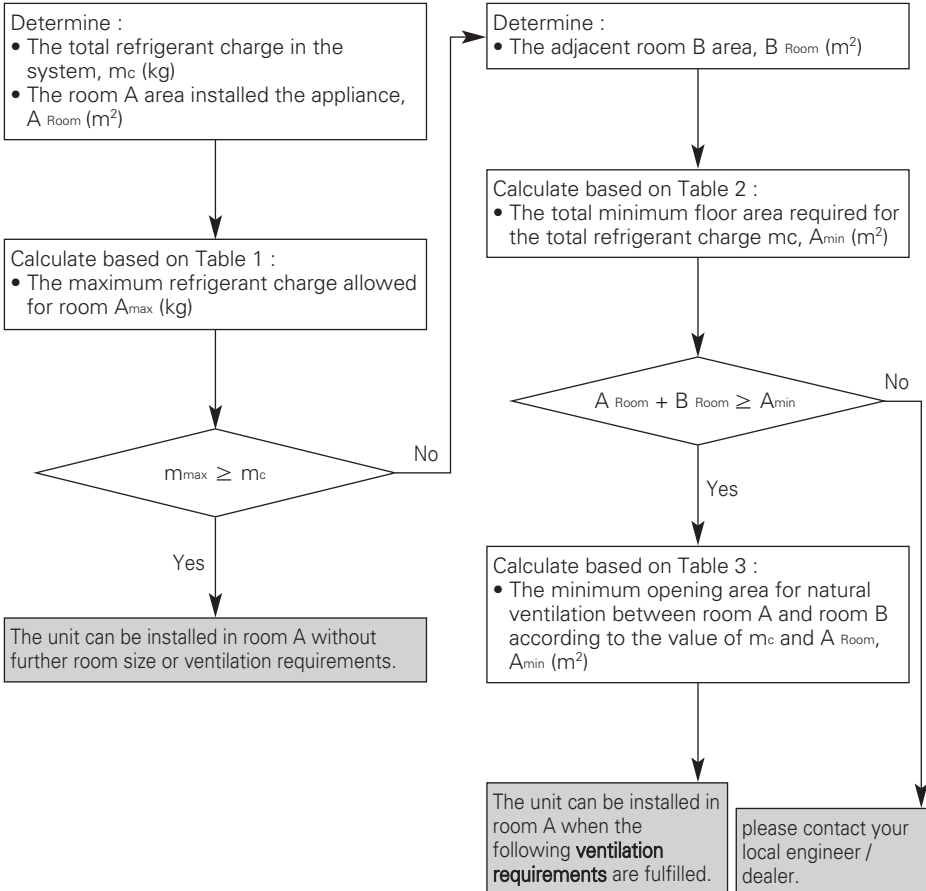 Determine :
• The total refrigerant charge in the
system, mc (kg)
• The room A area installed the appliance,
A Room (m²)
Calculate based on Table 1 :
• The maximum refrigerant charge allowed
for room Amax (kg)
mmax ≥ mc
No
Yes
The unit can be installed in room A without
further room size or ventilation requirements.
Determine :
• The adjacent room B area, B Room (m²)
Calculate based on Table 2 :
• The total minimum floor area required for
the total refrigerant charge mc, Amin (m²)
A Room + B Room ≥ Amin
No
Yes
Calculate based on Table 3 :
• The minimum opening area for natural
ventilation between room A and room B
according to the value of mc and A Room,
Amin (m²)
The unit can be installed in
room A when the
following ventilation
requirements are fulfilled.
please contact your
local engineer /
dealer.